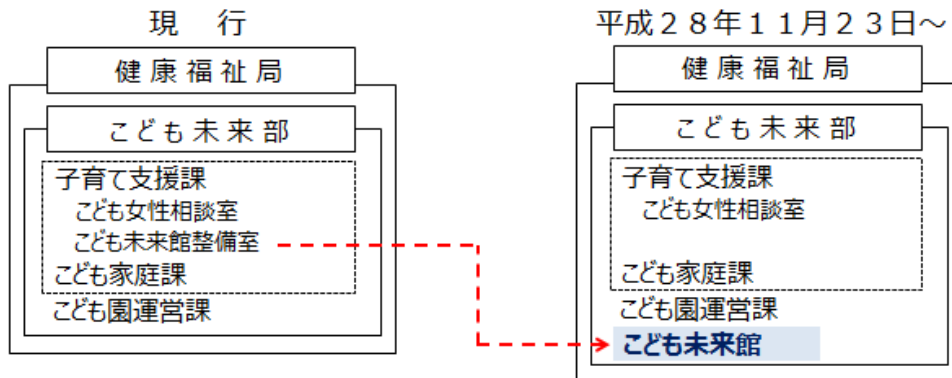 現　行
健康福祉局
こども未来部
子育て支援課
こども女性相談室
こども未来館整備室
こども家庭課
こども園運営課
平成２８年１１月２３日～
健康福祉局
こども未来部
子育て支援課
こども女性相談室
こども家庭課
こども園運営課
こども未来館